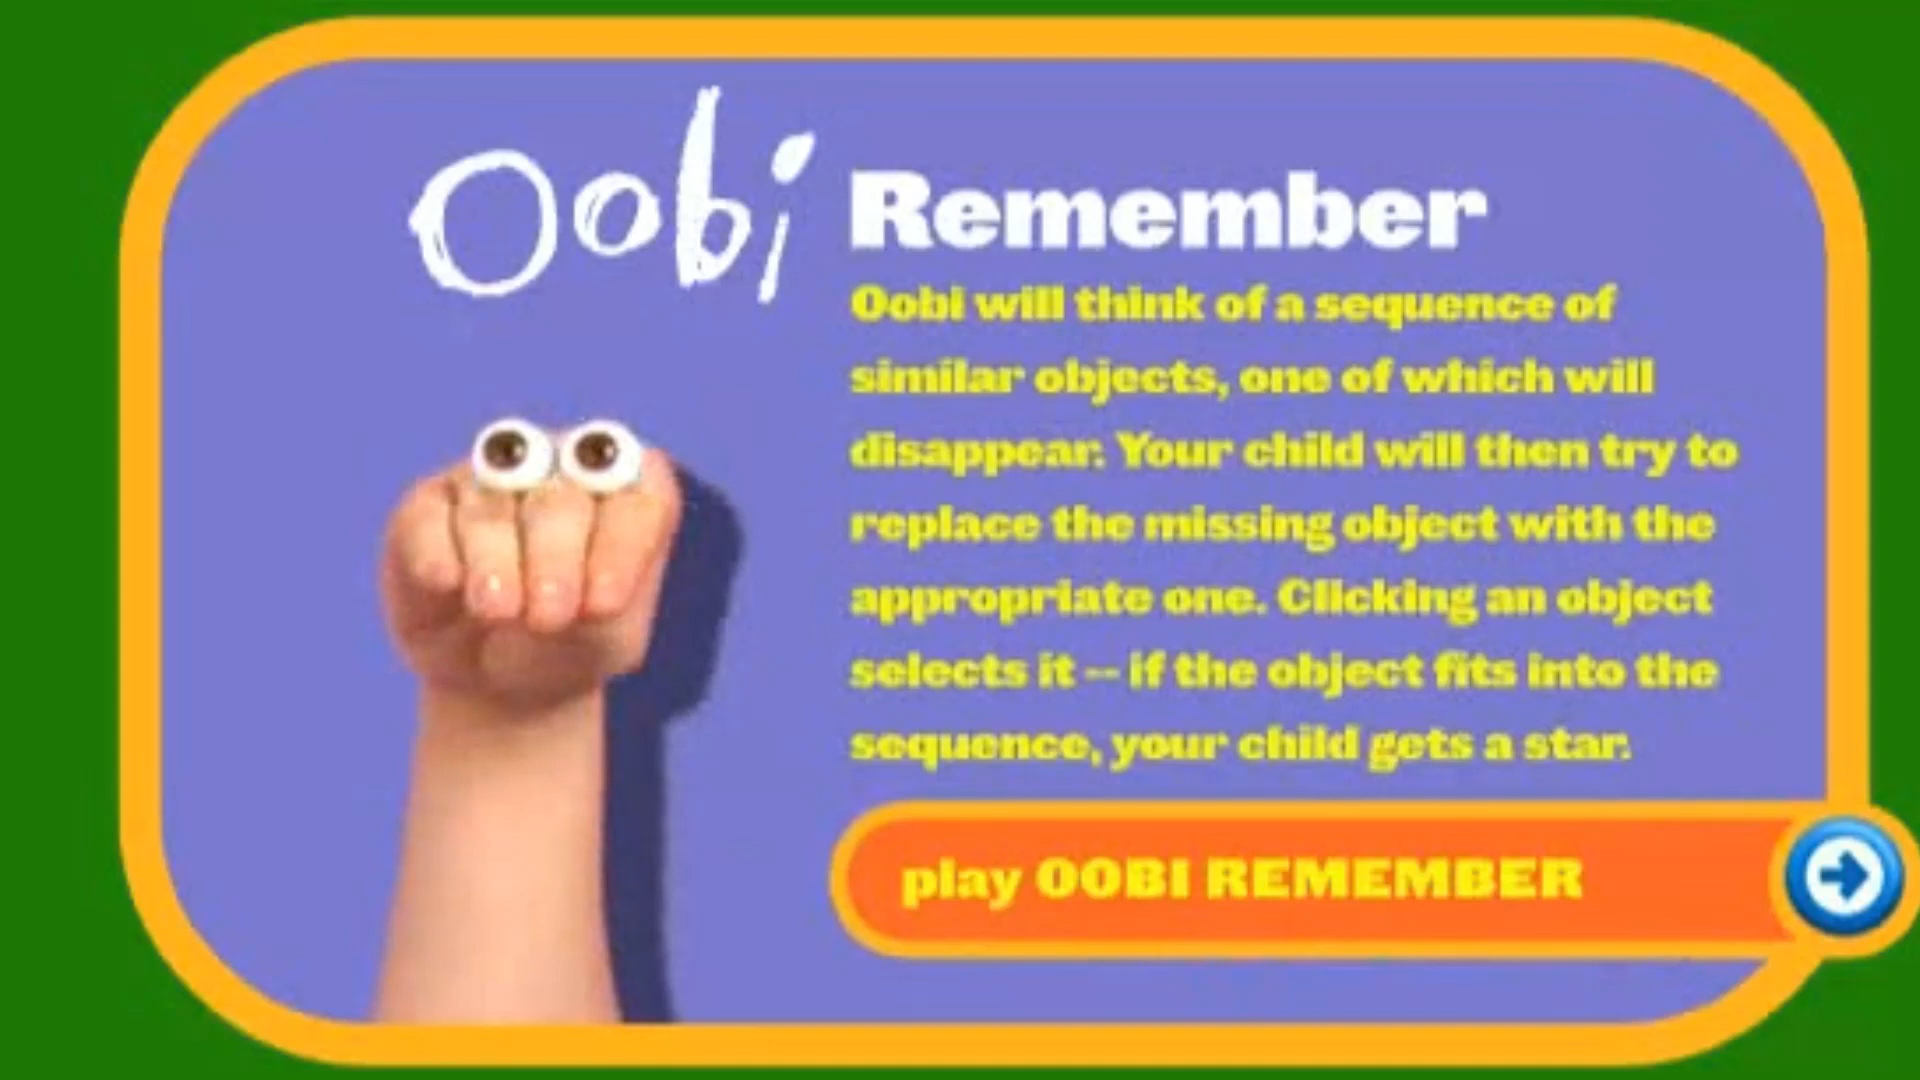 Oobi Remember
Oobi will think of a sequence of
similar objects, one of which will
disappear. Your child will then try to
replace the missing object with the
appropriate one. Clicking an object
selects it -- if the object fits into the
sequence, your child gets a star.
play OOBI REMEMBER